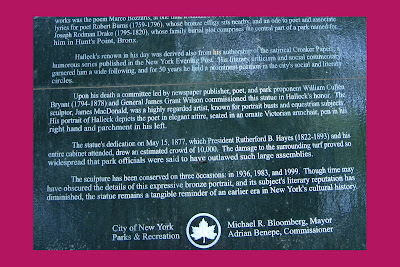 works was the poem Marco Bozzaris,
lyrics for poet Robert Burns (1759-1796), whose bronze effigy sits nearby, and an ode to poet and associate
Joseph Rodman Drake (1795-1820), whose family burial plot comprises the central part of a park named for
him in Hunt's Point, Bronx.
Halleck's renown in his day was derived also from his authorship of the satirical Croaker Papers,
humorous series published in the New York Evening Post. His literary criticism and social commentary
garnered him a wide following, and for 50 years he held a prominent position in the city's social and literary
circles.
Upon his death a committee led by newspaper publisher, poet, and park proponent William Cullen
Bryant (1794-1878) and General James Grant Wilson commissioned this statue in Halleck's honor. The
sculptor, James MacDonald, was a highly regarded artist, known for portrait busts and equestrian subjects.
His portrait of Halleck depicts the poet in elegant attire, seated in an ornate Victorian armchair, pen in his
right hand and parchment in his left.
The statue's dedication on May 15, 1877, which President Rutherford B. Hayes (1822-1893) and his
entire cabinet attended, drew an estimated crowd of 10,000. The damage to the surrounding turf proved so
widespread that park officials were said to have outlawed such large assemblies.
The sculpture has been conserved on three occasions: in 1936, 1983, and 1999. Though time may
have obscured the details of this expressive bronze portrait, and its subject's literary reputation has
diminished, the statue remains a tangible reminder of an earlier era in New York's cultural history.
City of New York
Parks & Recreation
Michael R. Bloomberg, Mayor
Adrian Benepe, Commissioner